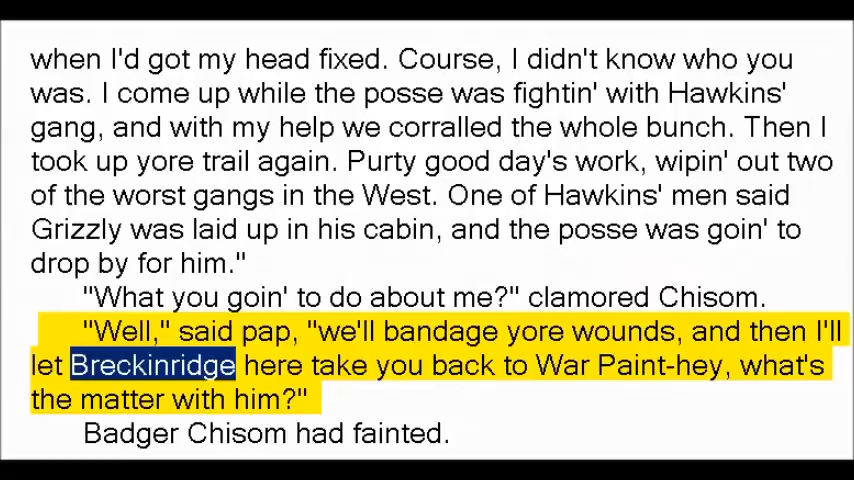 when I'd got my head fixed. Course, I didn't know who you
was. I come up while the posse was fightin' with Hawkins'
gang, and with my help we corralled the whole bunch. Then I
took up yore trail again. Purty good day's work, wipin' out two
of the worst gangs in the West. One of Hawkins' men said
Grizzly was laid up in his cabin, and the posse was goin' to
drop by for him."
"What you goin' to do about me?" clamored Chisom.
"Well," said pap, "we'll bandage yore wounds, and then I'll
let Breckinridge here take you back to War Paint-hey, what's
the matter with him?"
Badger Chisom had fainted.